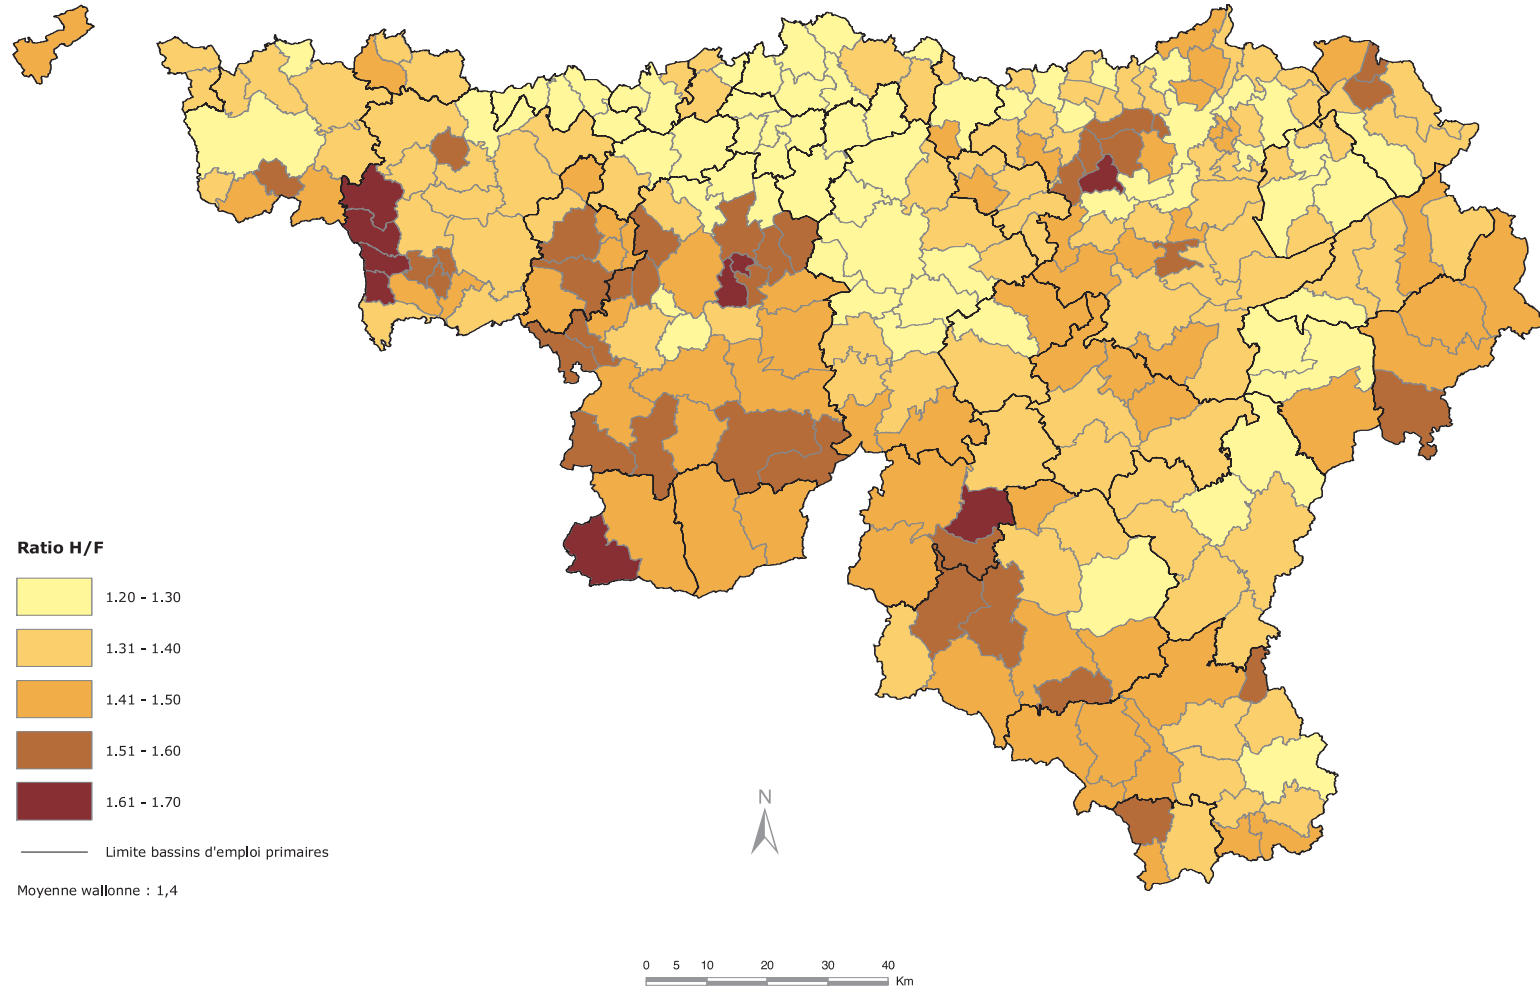 Ratio H/F
1.20 - 1.30
1.31 - 1.40
1.41 - 1.50
1.51 - 1.60
1.61 - 1.70
Limite bassins d'emploi primaires
Moyenne wallonne : 1,4
N
0 5 10 20 30 40
Km